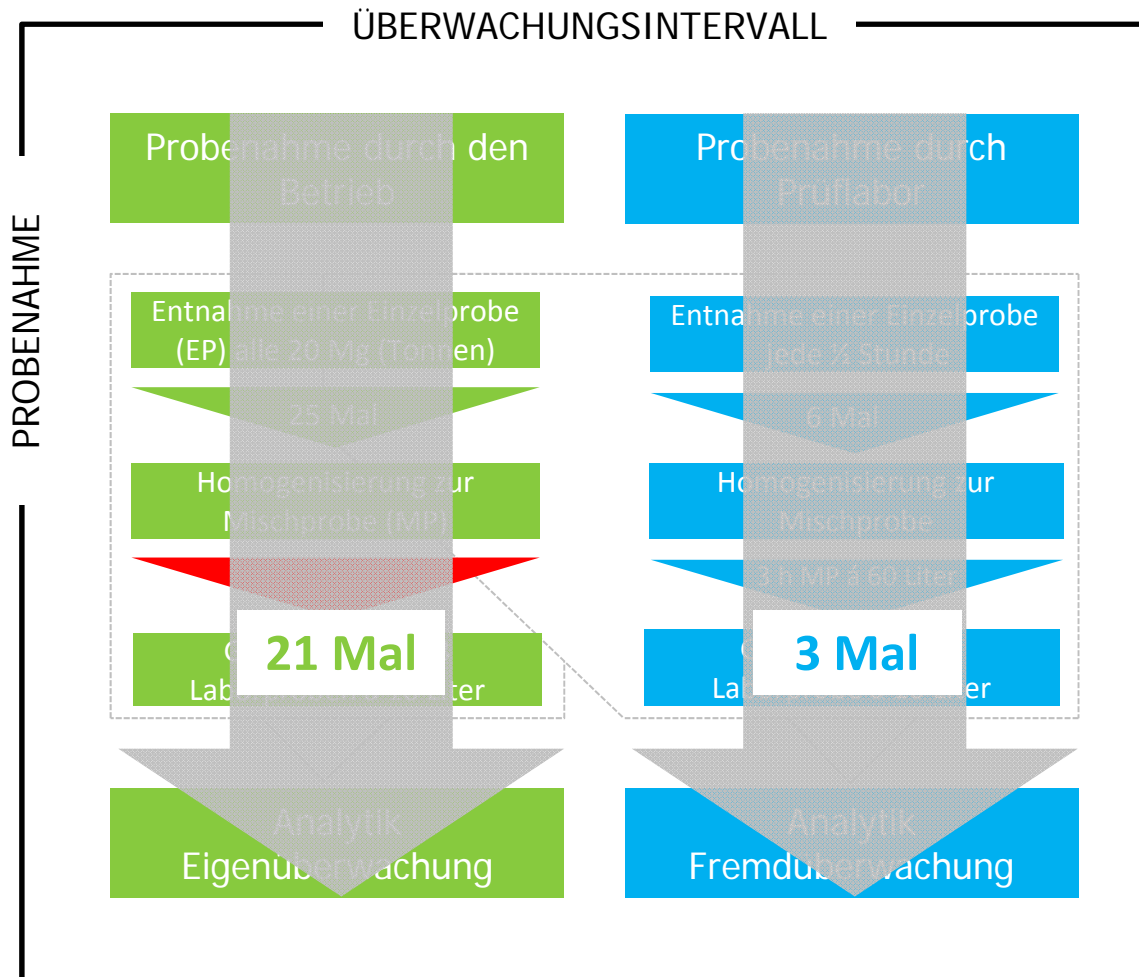 ÜBERWACHUNGSINTERVALL
PROBENAHME
Probenahme durch den
Betrieb
Entnahme einer Einzelprobe
(EP) alle 20 Mg (Tonnen)
25 Mal
Homogenisierung zur
Mischprobe (MP)
21 Mal
Analytik
Eigenüberwachung
Probenahme durch
Prüflabor
Entnahme einer Einzelprobe
jede ½ Stunde
6 Mal
Homogenisierung zur
Mischprobe
3 h MP á 60 Liter
3 Mal
Analytik
Fremdüberwachung